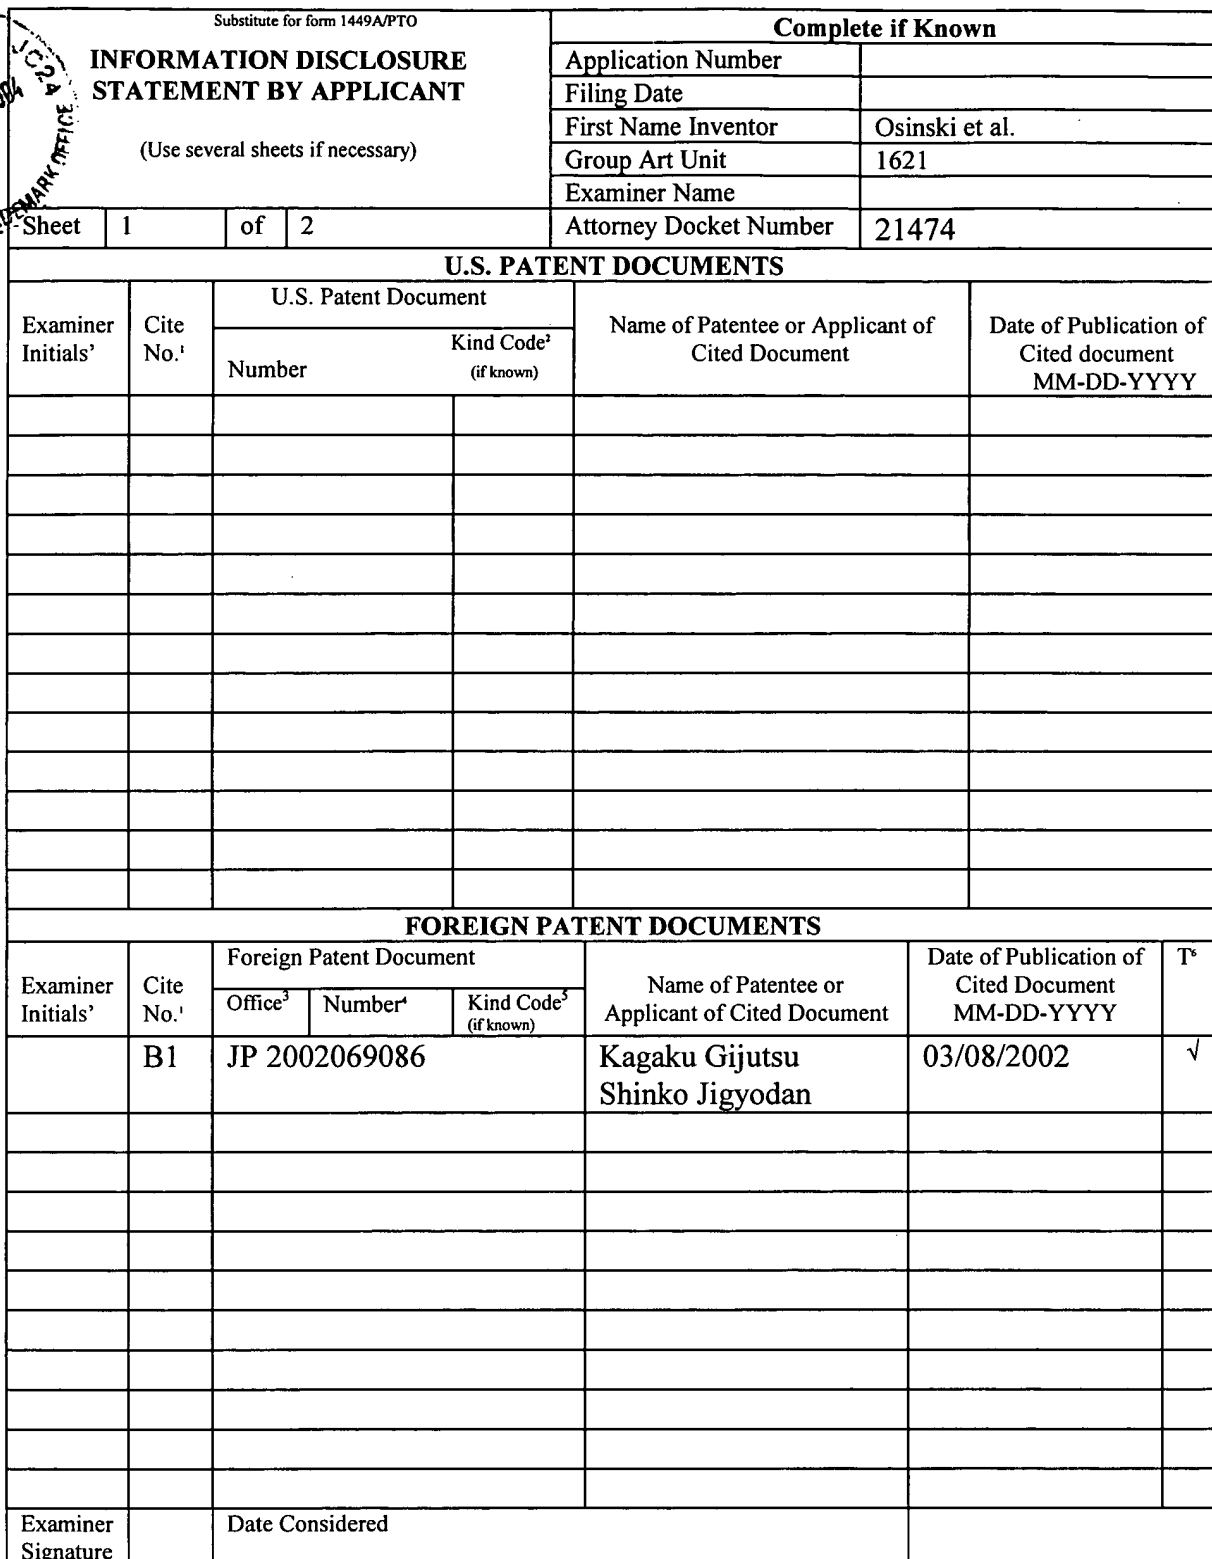 Substitute for form 1449A/PTO
INFORMATION DISCLOSURE
STATEMENT BY APPLICANT
(Use several sheets if necessary)
Sheet 1 of 2
Complete if Known
Application Number
Filing Date
First Name Inventor Osinski et al.
Group Art Unit 1621
Examiner Name
Attorney Docket Number 21474
JC24
OFFICE
U.S. PATENT DOCUMENTS
Examiner Initials'
Cite No.¹
U.S. Patent Document
Number
Kind Code² (if known)
Name of Patentee or Applicant of
Cited Document
Date of Publication of
Cited document
MM-DD-YYYY
FOREIGN PATENT DOCUMENTS
Examiner Initials'
Cite No.¹
Foreign Patent Document
Office³
Number⁴
Kind Code⁵ (if known)
Name of Patentee or
Applicant of Cited Document
Date of Publication of
Cited Document
MM-DD-YYYY
T⁶
B1 JP 2002069086 Kagaku Gijutsu 03/08/2002 √
Shinko Jigyodan
Examiner Signature
Date Considered